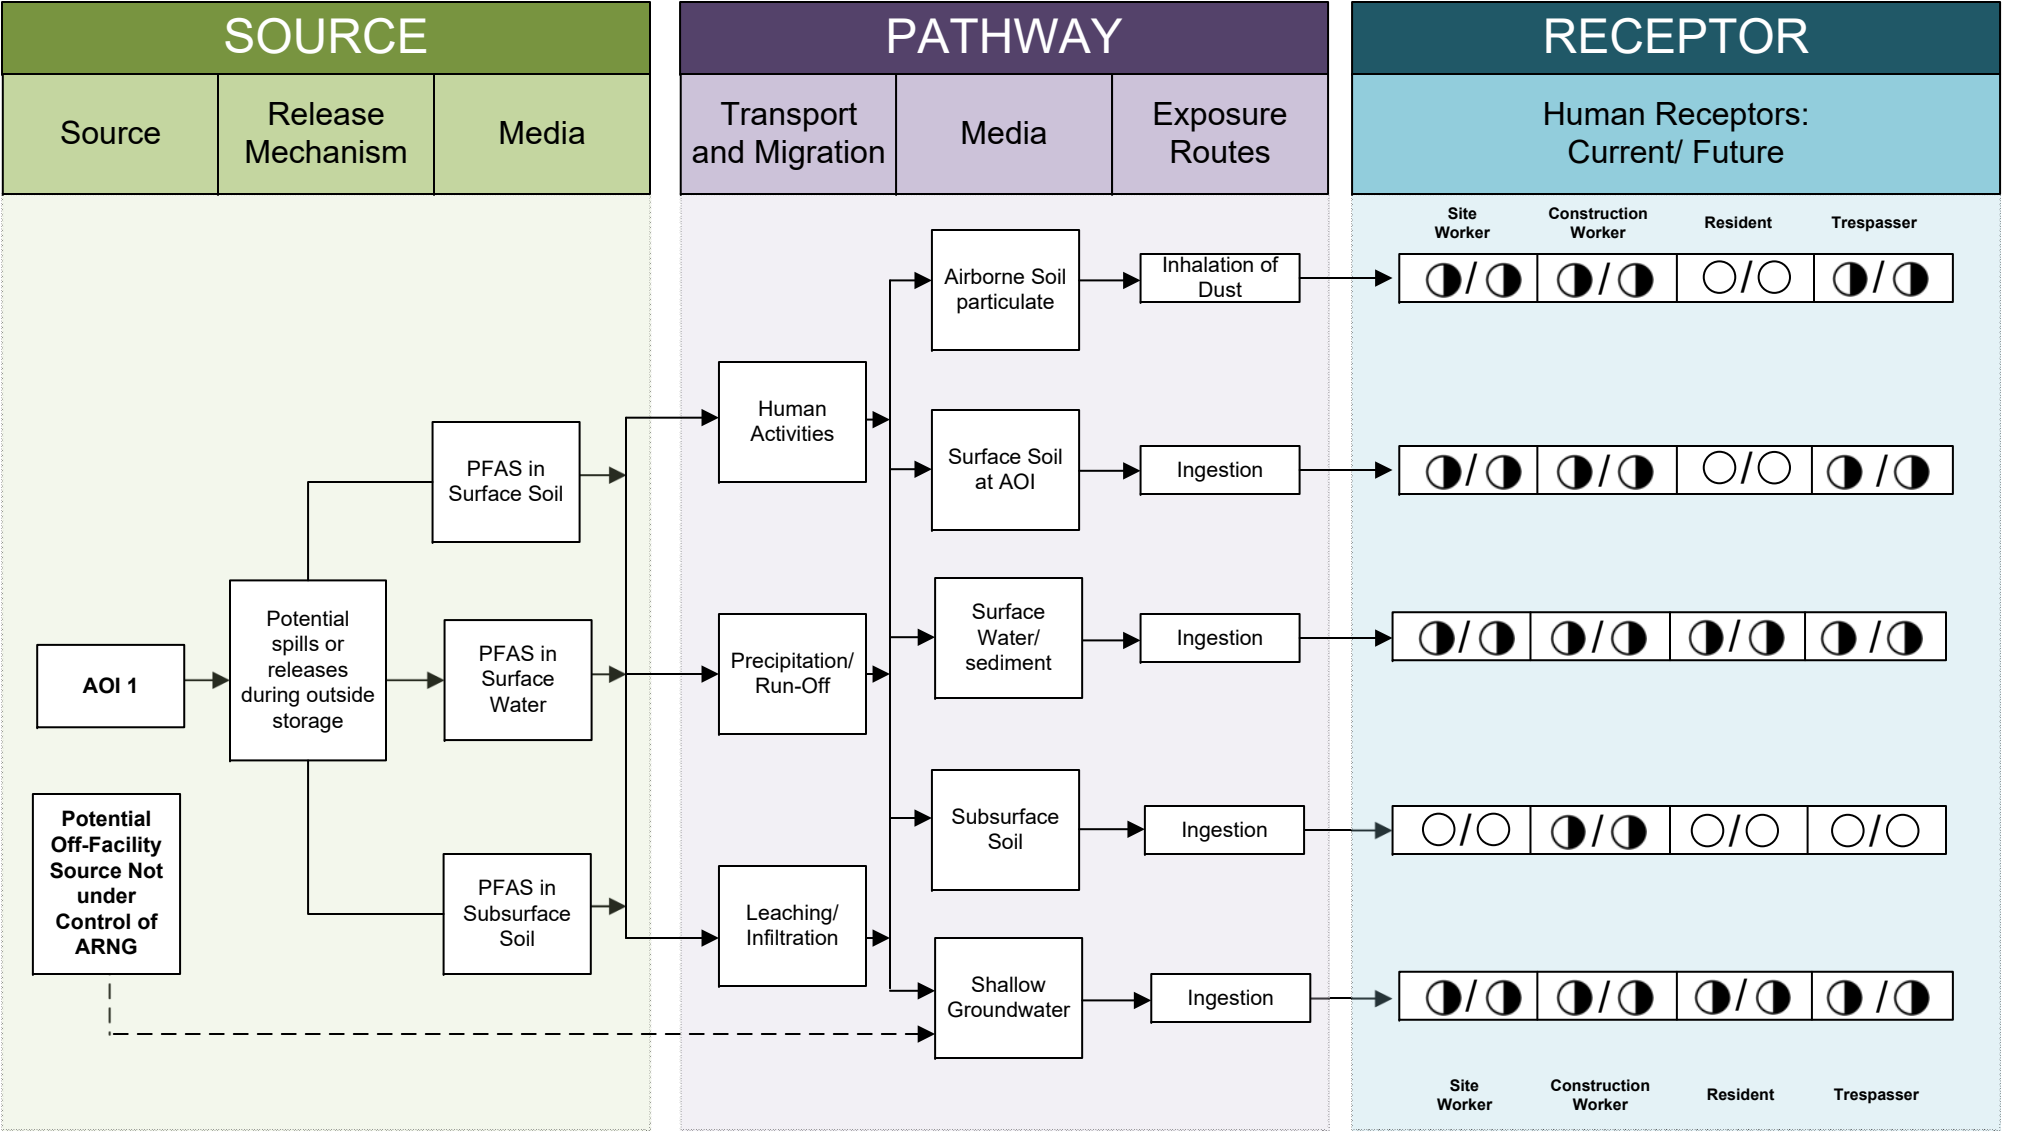 SOURCE
PATHWAY
RECEPTOR
Source
Release
Mechanism
Media
Transport
and Migration
Media
Exposure
Routes
Human Receptors:
Current/ Future
Site
Worker
Construction
Worker
Resident
Trespasser
AOI 1
Potential
Off-Facility
Source Not
under
Control of
ARNG
Potential
spills or
releases
during outside
storage
PFAS in
Surface Soil
PFAS in
Surface
Water
PFAS in
Subsurface
Soil
Human
Activities
Precipitation/
Run-Off
Leaching/
Infiltration
Airborne Soil
particulate
Inhalation of
Dust
/ / / /
Surface Soil
at AOI
Ingestion
/ / / /
Surface
Water/
sediment
Ingestion
/ / / /
Subsurface
Soil
Ingestion
/ / / /
Shallow
Groundwater
Ingestion
/ / / /
Site
Worker
Construction
Worker
Resident
Trespasser